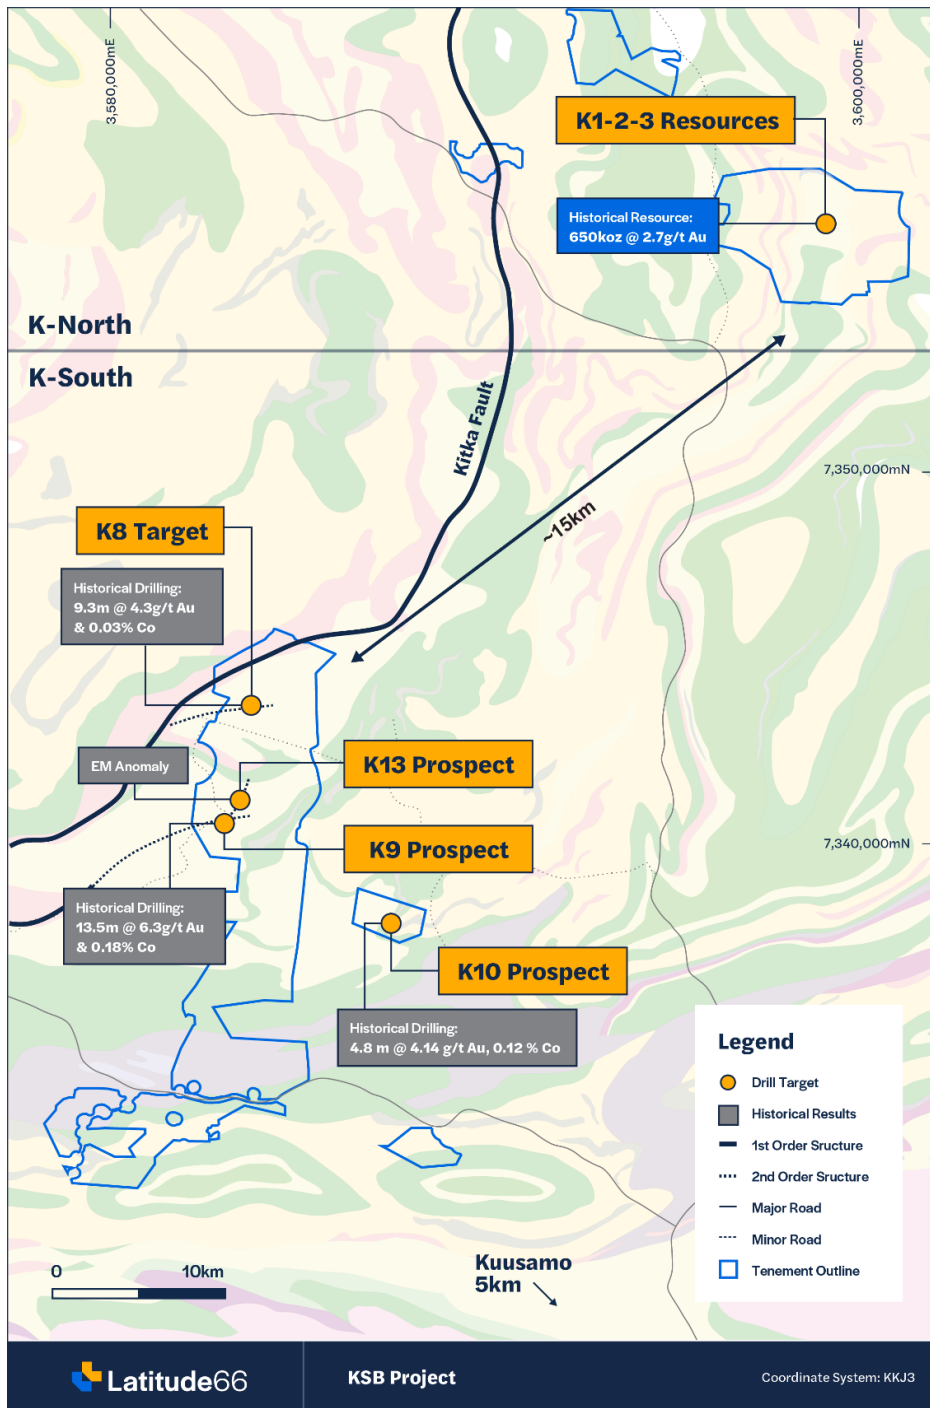 3,580,000mE
3,600,000mE
K1-2-3 Resources
Historical Resource:
650koz @ 2.7g/t Au
K-North
K-South
Kitka Fault
7,350,000mN
~15km
K8 Target
Historical Drilling:
9.3m @ 4.3g/t Au
& 0.03% Co
EM Anomaly
K13 Prospect
K9 Prospect
7,340,000mN
Historical Drilling:
13.5m @ 6.3g/t Au
& 0.18% Co
K10 Prospect
Historical Drilling:
4.8 m @ 4.14 g/t Au, 0.12 % Co
Legend
Drill Target
Historical Results
1st Order Sructure
2nd Order Sructure
Major Road
Minor Road
Tenement Outline
0 10km
Kuusamo
5km
Latitude66
KSB Project
Coordinate System: KKJ3